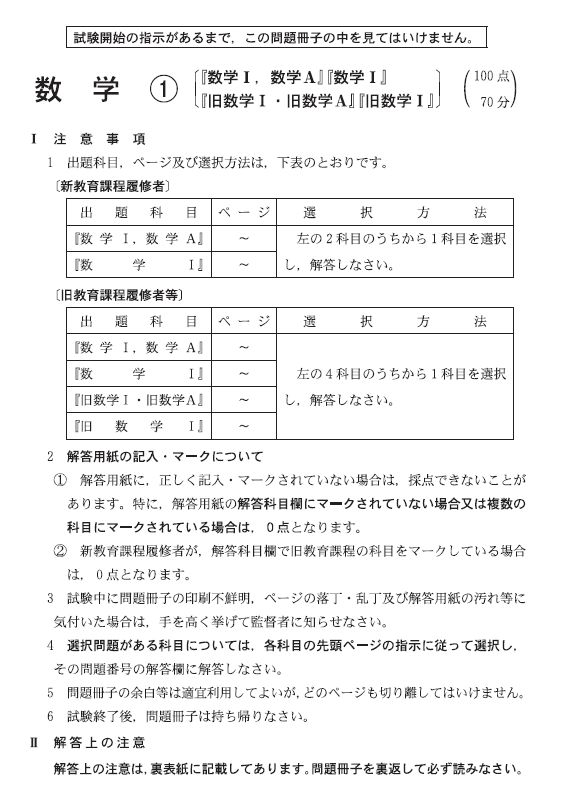 試験開始の指示があるまで，この問題冊子の中を見てはいけません。
数 学 ① 〔『数学Ⅰ，数学A』『数学Ⅰ』 (100点
『旧数学Ⅰ・旧数学A』『旧数学Ⅰ』〕 70分)
Ⅰ 注意事項
1 出題科目，ページ及び選択方法は，下表のとおりです。
〔新教育課程履修者〕
出題科目 ページ 選択方法
『数学Ⅰ，数学A』 ～ 左の2科目のうちから1科目を選択
『数学Ⅰ』 ～ し，解答しなさい。
〔旧教育課程履修者等〕
出題科目 ページ 選択方法
『数学Ⅰ，数学A』 ～
『数学Ⅰ』 ～ 左の4科目のうちから1科目を選択
『旧数学Ⅰ・旧数学A』 ～ し，解答しなさい。
『旧数学Ⅰ』 ～
2 解答用紙の記入・マークについて
① 解答用紙に，正しく記入・マークされていない場合は，採点できないことが
あります。特に，解答用紙の解答科目欄にマークされていない場合又は複数の
科目にマークされている場合は，0点となります。
② 新教育課程履修者が，解答科目欄で旧教育課程の科目をマークしている場合
は，0点となります。
3 試験中に問題冊子の印刷不鮮明，ページの落丁・乱丁及び解答用紙の汚れ等に
気付いた場合は，手を高く挙げて監督者に知らせなさい。
4 選択問題がある科目については，各科目の先頭ページの指示に従って選択し，
その問題番号の解答欄に解答しなさい。
5 問題冊子の余白等は適宜利用してよいが，どのページも切り離してはいけません。
6 試験終了後，問題冊子は持ち帰りなさい。
Ⅱ 解答上の注意
解答上の注意は，裏表紙に記載してあります。問題冊子を裏返して必ず読みなさい。